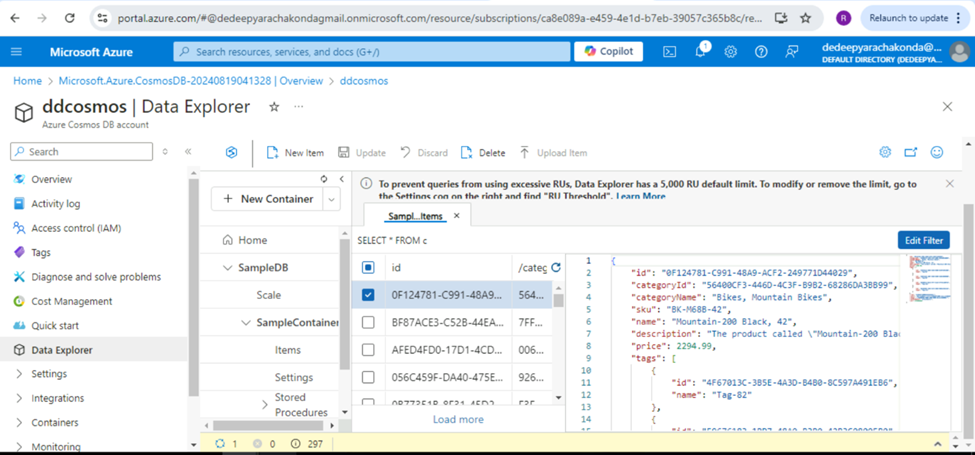 portal.azure.com/#@dedeepyarachakondagmail.onmicrosoft.com/resource/subscriptions/ca8e089a-e459-4e1d-b7eb-39057c365b8c/re...
R
Relaunch to update
Microsoft Azure
Search resources, services, and docs (G+/)
Copilot
1
dedeepyarachakonda@...
DEFAULT DIRECTORY (DEDEEPYA...
Home > Microsoft.Azure.CosmosDB-20240819041328 | Overview > ddcosmos
ddcosmos | Data Explorer
Azure Cosmos DB account
Search
New Item
Update
Discard
Delete
Upload Item
Overview
Activity log
Access control (IAM)
Tags
Diagnose and solve problems
Cost Management
Quick start
Data Explorer
Settings
Integrations
Containers
Monitoring
+ New Container
Home
SampleDB
Scale
SampleContainer
Items
Settings
Stored
Procedures
To prevent queries from using excessive RUs, Data Explorer has a 5,000 RU default limit. To modify or remove the limit, go to
the Settings cog on the right and find "RU Threshold". Learn More
Sampl...Items
SELECT * FROM c
Edit Filter
id
/categ
0F124781-C991-48A9... 564...
BF87ACE3-C52B-44EA... 7FF...
AFED4FD0-17D1-4CD... 006...
056C459F-DA40-475E... 926...
Load more
1 {
2 "id": "0F124781-C991-48A9-ACF2-249771D44029",
3 "categoryId": "56400CF3-446D-4C3F-B9B2-68286DA3BB99",
4 "categoryName": "Bikes, Mountain Bikes",
5 "sku": "BK-M68B-42",
6 "name": "Mountain-200 Black, 42",
7 "description": "The product called \"Mountain-200 Blac
8 "price": 2294.99,
9 "tags": [
10 {
11 "id": "4F67013C-385E-4A3D-B4B0-8C597A491EB6",
12 "name": "Tag-82"
13 },
14 {
1 0 297